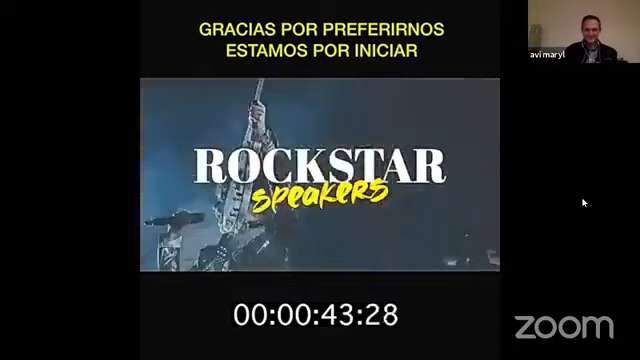 GRACIAS POR PREFERIRNOS
ESTAMOS POR INICIAR
avi maryl
ROCKSTAR
speakers
00:00:43:28
zoom